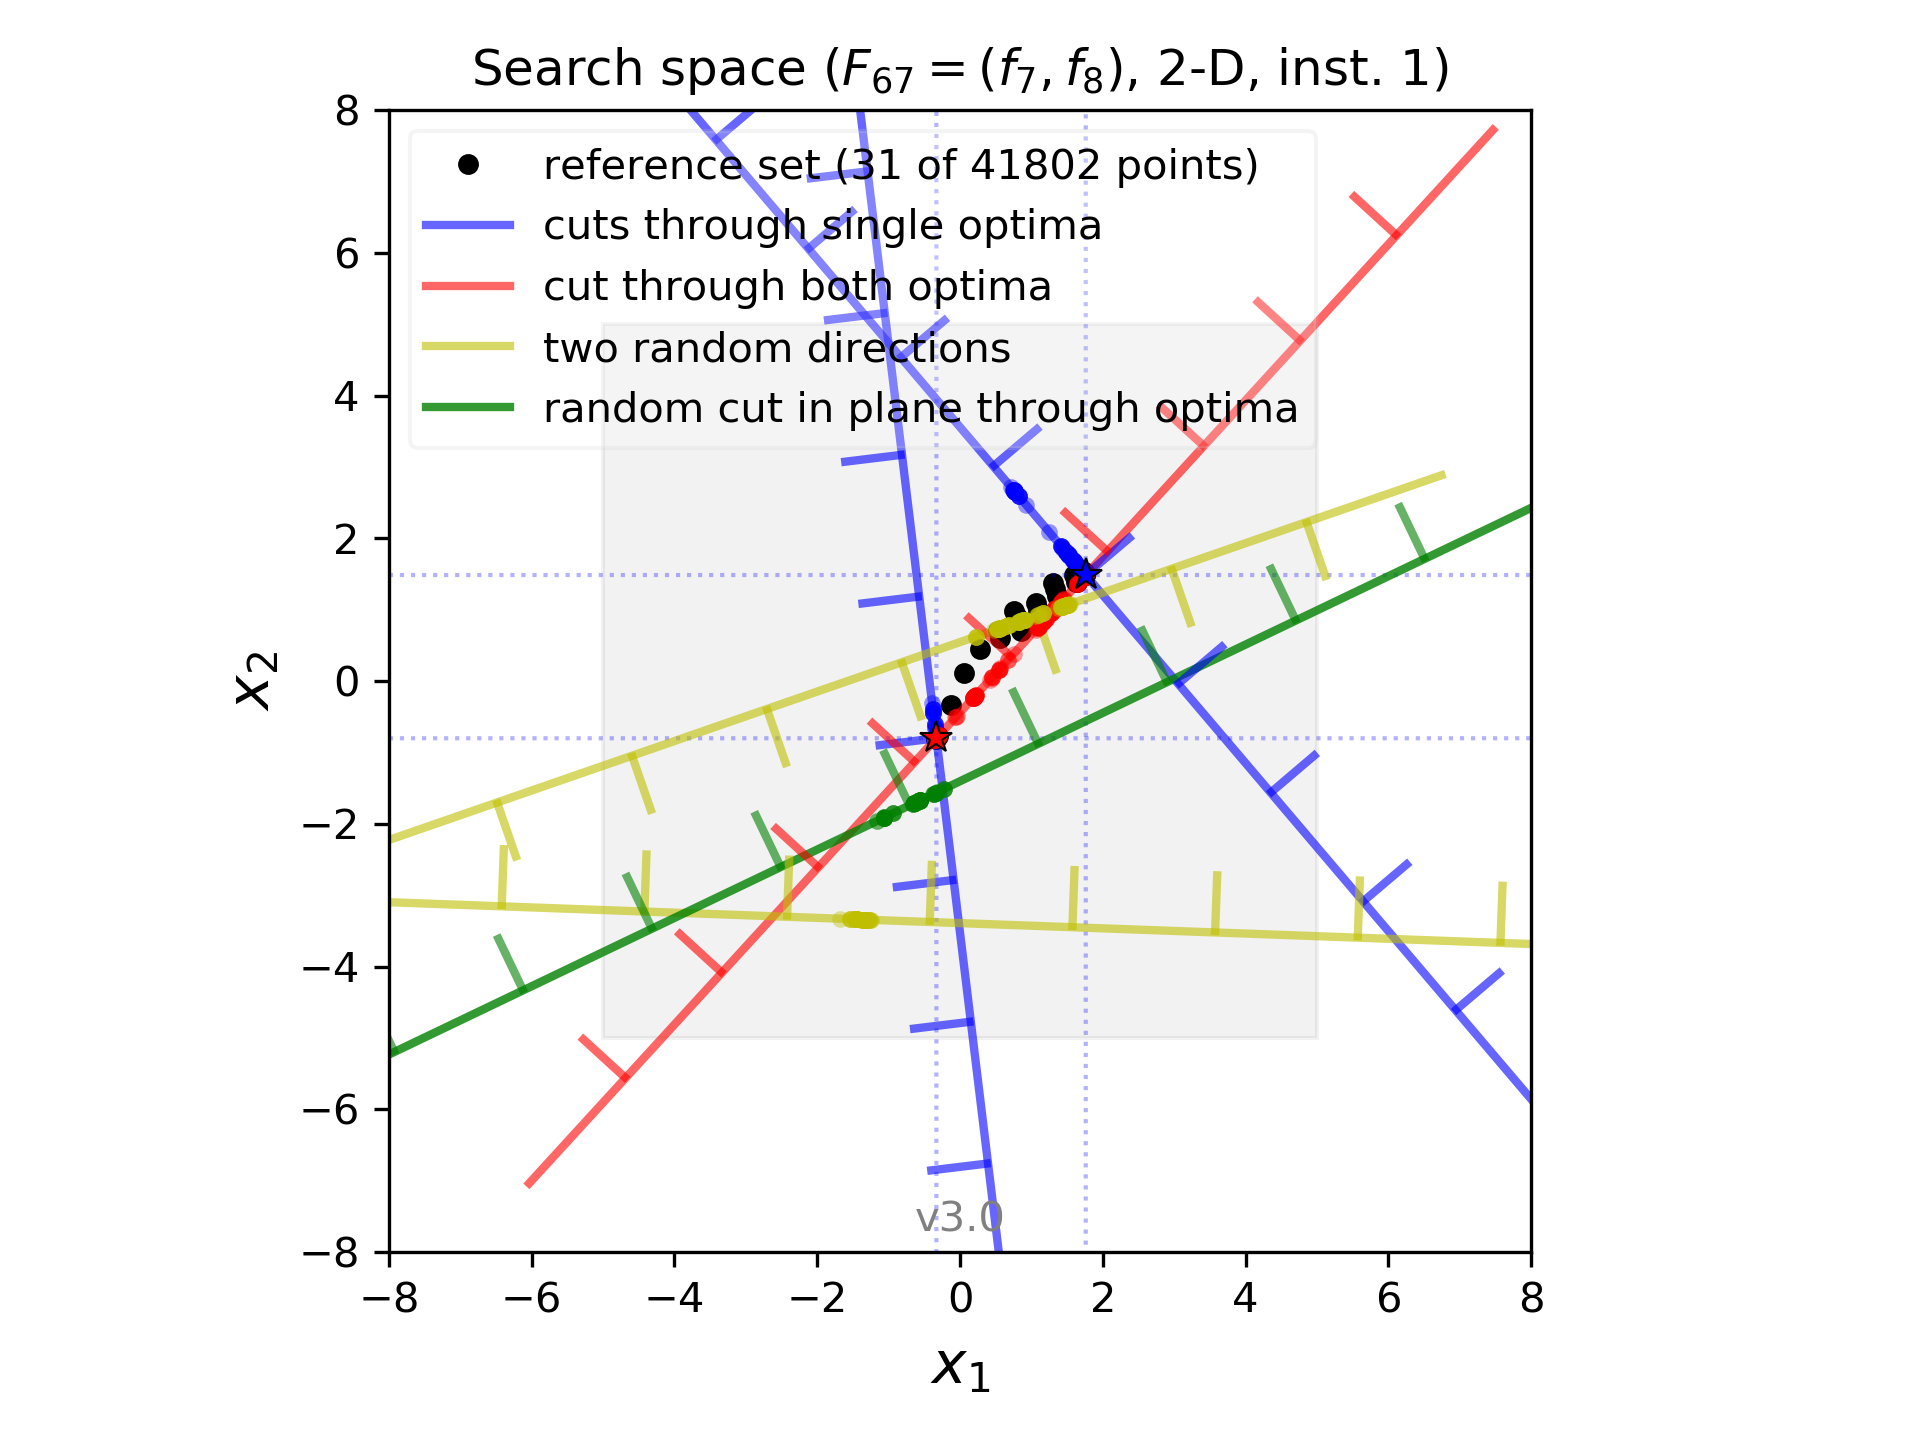 Search space (F67 = (f7, f8), 2-D, inst. 1)
reference set (31 of 41802 points)
cuts through single optima
cut through both optima
two random directions
random cut in plane through optima
8
6
4
2
0
−2
−4
−6
−8
x2
v3.0
−8 −6 −4 −2 0 2 4 6 8
x1